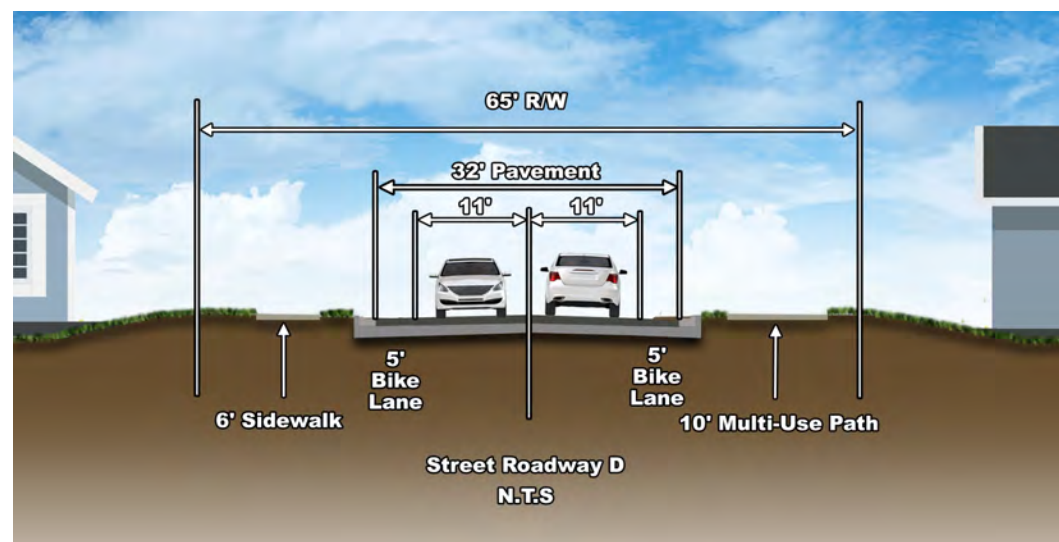 65' R/W
32' Pavement
11' 11'
5'
Bike
Lane
5'
Bike
Lane
6' Sidewalk
10' Multi-Use Path
Street Roadway D
N.T.S